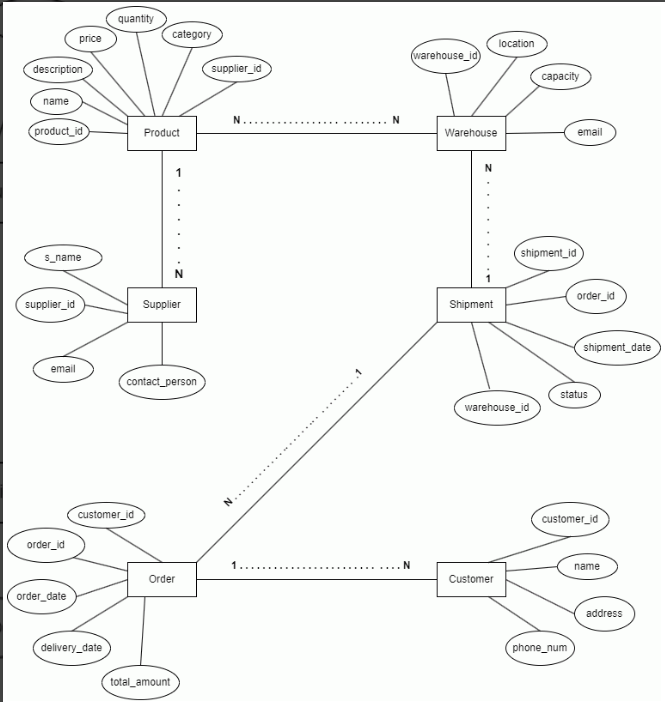 quantity
price
category
description
supplier_id
name
product_id
Product
N N
warehouse_id
location
capacity
email
Warehouse
1
N
N
1
s_name
supplier_id
email
contact_person
Supplier
shipment_id
order_id
shipment_date
status
warehouse_id
Shipment
1
N
customer_id
order_id
order_date
delivery_date
total_amount
Order
1 N
customer_id
name
address
phone_num
Customer